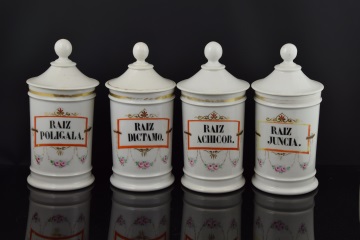 RAIZ
POLIGALA.
RAIZ
DICTAMO.
RAIZ
ACHICOR.
RAIZ
JUNCIA.